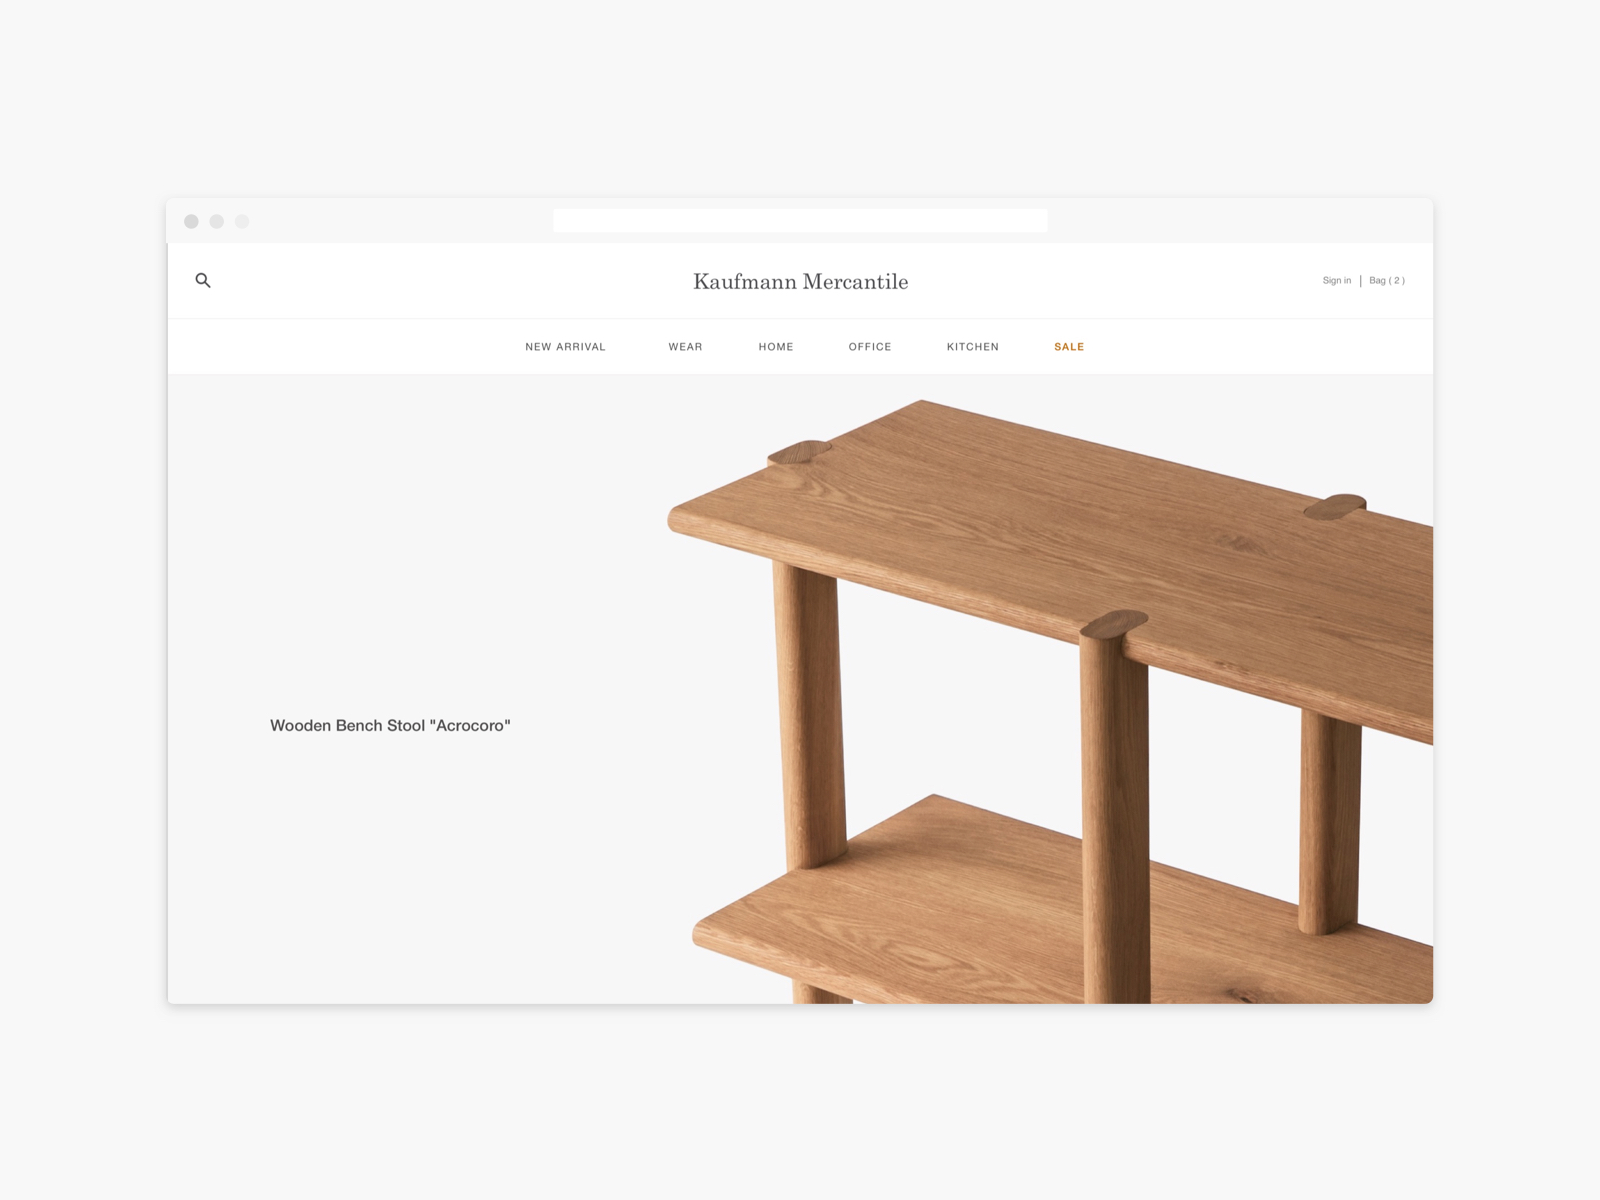 Kaufmann Mercantile
Sign in | Bag ( 2 )
NEW ARRIVAL WEAR HOME OFFICE KITCHEN SALE
Wooden Bench Stool "Acrocoro"